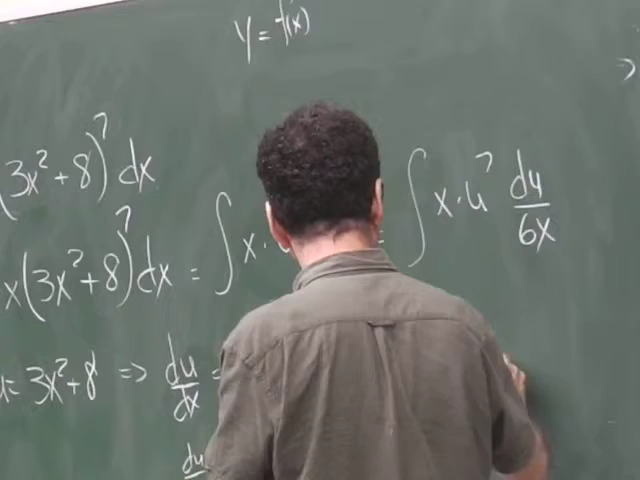 y = f(x)
(3x² + 8)⁷ dx
x(3x² + 8)⁷ dx = ∫ x · = ∫ x · u⁷ du/6x
u = 3x² + 8 => du/dx =
du